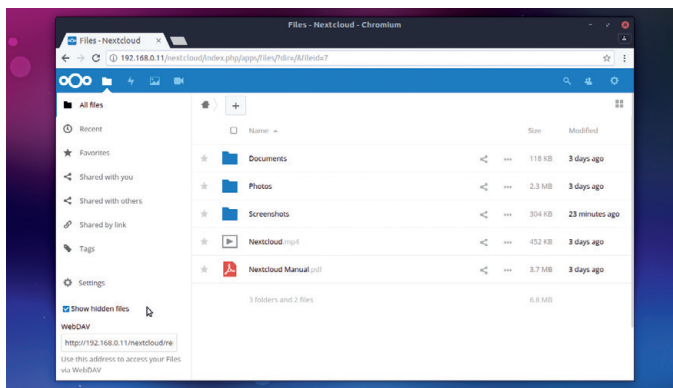 Files - Nextcloud - Chromium
Files - Nextcloud
192.168.0.11/nextcloud/index.php/apps/files/?dir=/&fileid=7
All files
Recent
Favorites
Shared with you
Shared with others
Shared by link
Tags
Settings
Show hidden files
WebDAV
http://192.168.0.11/nextcloud/re
Use this address to access your Files
via WebDAV
Name Size Modified
Documents 118 KB 3 days ago
Photos 2.3 MB 3 days ago
Screenshots 304 KB 23 minutes ago
Nextcloud.mp4 452 KB 3 days ago
Nextcloud Manual.pdf 3.7 MB 3 days ago
3 folders and 2 files 6.8 MB